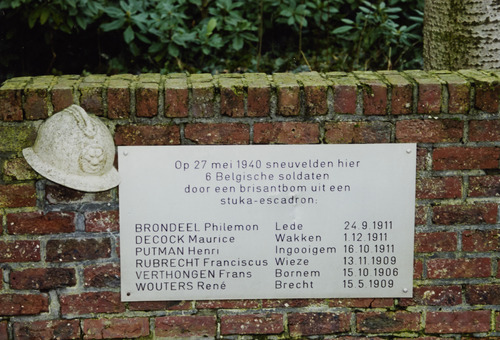 Op 27 mei 1940 sneuvelden hier
6 Belgische soldaten
door een brisantbom uit een
stuka-escadron:
BRONDEEL Philemon Lede 24 9 1911
DECOCK Maurice Wakken 1.12 1911
PUTMAN Henri Ingooigem 16 10 1911
RUBRECHT Franciscus Wieze 13 11 1909
VERTHONGEN Frans Bornem 15 10 1906
WOUTERS René Brecht 15 5 1909